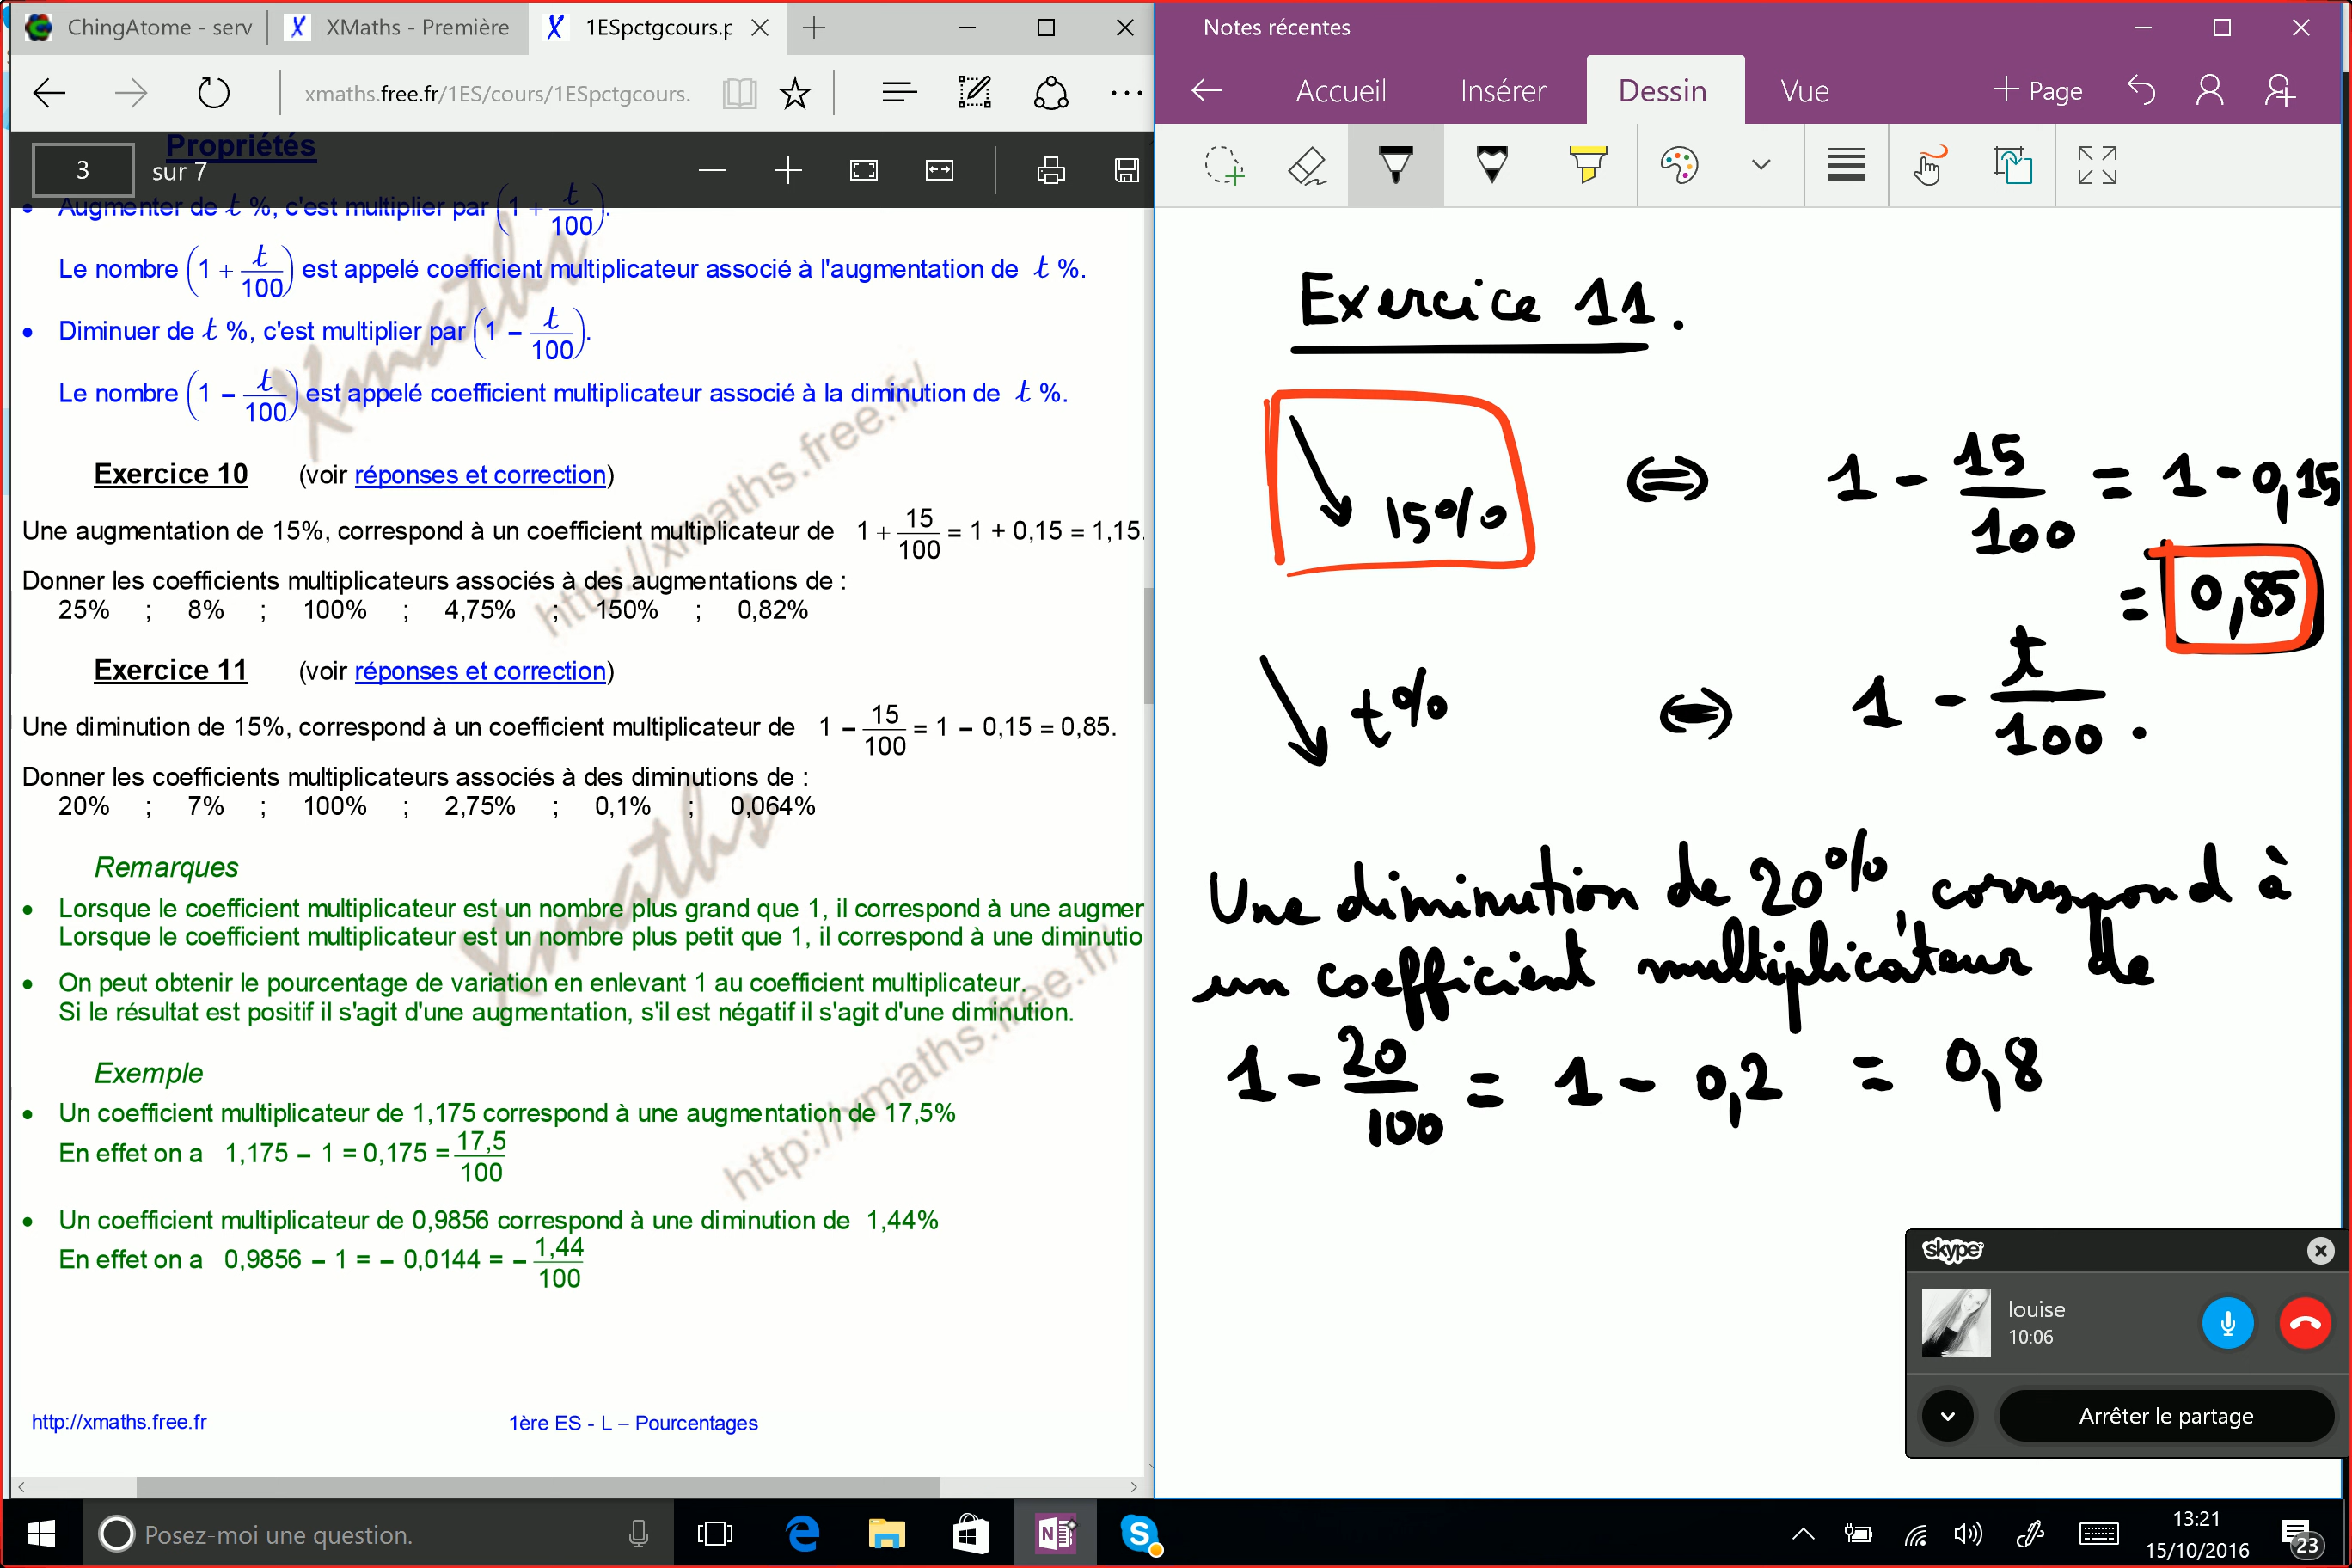 ChingAtome - serv
XMaths - Première
1ESpctgcours.p
xmaths.free.fr/1ES/cours/1ESpctgcours.
Propriétés
3 sur 7
• Augmenter de t %, c'est multiplier par (1 + t/100).
Le nombre (1 + t/100) est appelé coefficient multiplicateur associé à l'augmentation de t %.
• Diminuer de t %, c'est multiplier par (1 − t/100).
Le nombre (1 − t/100) est appelé coefficient multiplicateur associé à la diminution de t %.
Exercice 10 (voir réponses et correction)
Une augmentation de 15%, correspond à un coefficient multiplicateur de 1 + 15/100 = 1 + 0,15 = 1,15.
Donner les coefficients multiplicateurs associés à des augmentations de :
25% ; 8% ; 100% ; 4,75% ; 150% ; 0,82%
Exercice 11 (voir réponses et correction)
Une diminution de 15%, correspond à un coefficient multiplicateur de 1 − 15/100 = 1 − 0,15 = 0,85.
Donner les coefficients multiplicateurs associés à des diminutions de :
20% ; 7% ; 100% ; 2,75% ; 0,1% ; 0,064%
Remarques
• Lorsque le coefficient multiplicateur est un nombre plus grand que 1, il correspond à une augmen
Lorsque le coefficient multiplicateur est un nombre plus petit que 1, il correspond à une diminutio
• On peut obtenir le pourcentage de variation en enlevant 1 au coefficient multiplicateur.
Si le résultat est positif il s'agit d'une augmentation, s'il est négatif il s'agit d'une diminution.
Exemple
• Un coefficient multiplicateur de 1,175 correspond à une augmentation de 17,5%
En effet on a 1,175 − 1 = 0,175 = 17,5/100
• Un coefficient multiplicateur de 0,9856 correspond à une diminution de 1,44%
En effet on a 0,9856 − 1 = − 0,0144 = − 1,44/100
http://xmaths.free.fr 1ère ES - L – Pourcentages
Xmaths
http://xmaths.free.fr/
Xmaths
http://xmaths.free.fr/
Notes récentes
Accueil Insérer Dessin Vue + Page
Exercice 11.
↘ 15% ⇔ 1 - 15/100 = 1 - 0,15
= 0,85
↘ t% ⇔ 1 - t/100.
Une diminution de 20% correspond à
un coefficient multiplicateur de
1 - 20/100 = 1 - 0,2 = 0,8
skype
louise
10:06
Arrêter le partage
Posez-moi une question.
13:21
15/10/2016
23